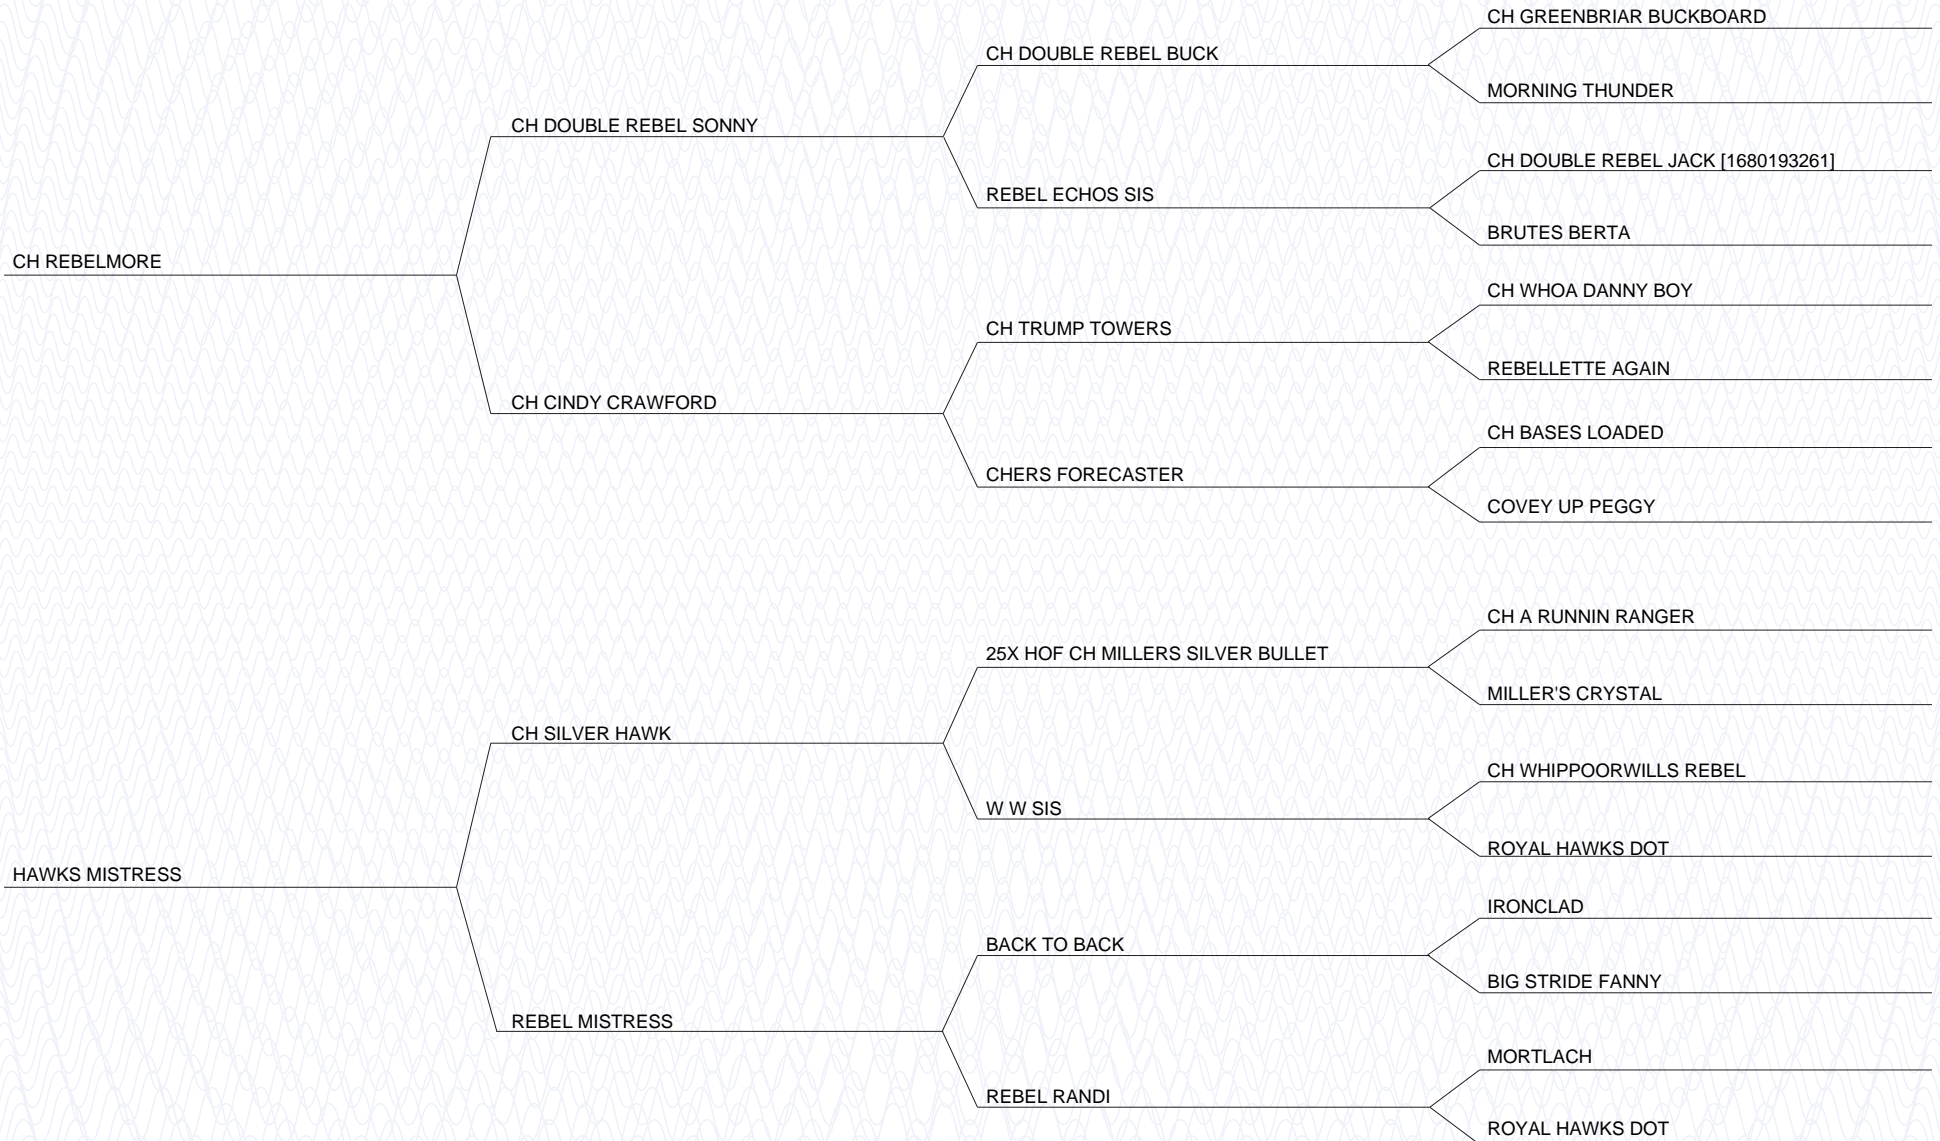 CH GREENBRIAR BUCKBOARD
CH DOUBLE REBEL BUCK
MORNING THUNDER
CH DOUBLE REBEL SONNY
CH DOUBLE REBEL JACK [1680193261]
REBEL ECHOS SIS
BRUTES BERTA
CH REBELMORE
CH WHOA DANNY BOY
CH TRUMP TOWERS
REBELLETTE AGAIN
CH CINDY CRAWFORD
CH BASES LOADED
CHERS FORECASTER
COVEY UP PEGGY
CH A RUNNIN RANGER
25X HOF CH MILLERS SILVER BULLET
MILLER'S CRYSTAL
CH SILVER HAWK
CH WHIPPOORWILLS REBEL
W W SIS
ROYAL HAWKS DOT
HAWKS MISTRESS
IRONCLAD
BACK TO BACK
BIG STRIDE FANNY
REBEL MISTRESS
MORTLACH
REBEL RANDI
ROYAL HAWKS DOT